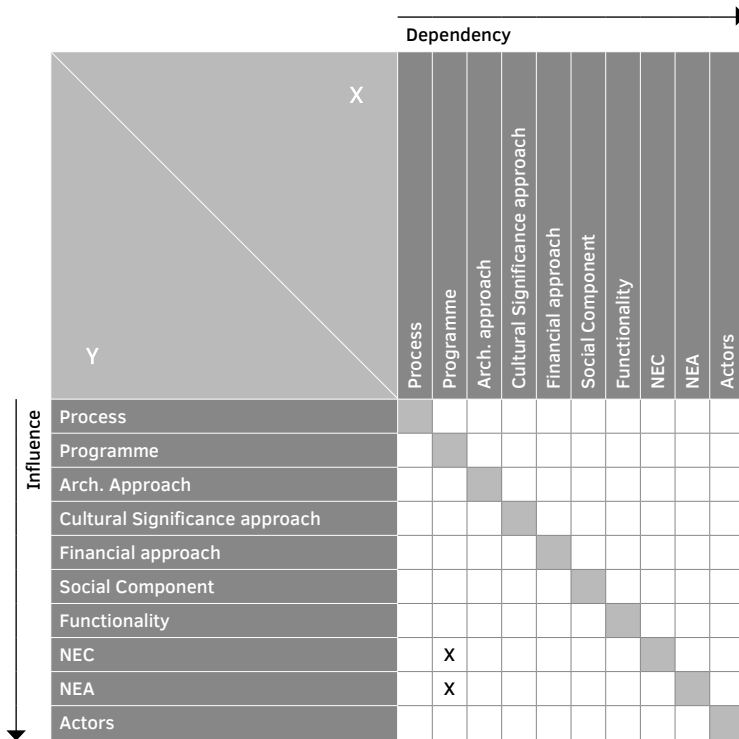 Dependency
X
Y
Process
Programme
Arch. approach
Cultural Significance approach
Financial approach
Social Component
Functionality
NEC
NEA
Actors
Influence
Process
Programme
Arch. Approach
Cultural Significance approach
Financial approach
Social Component
Functionality
NEC X
NEA X
Actors